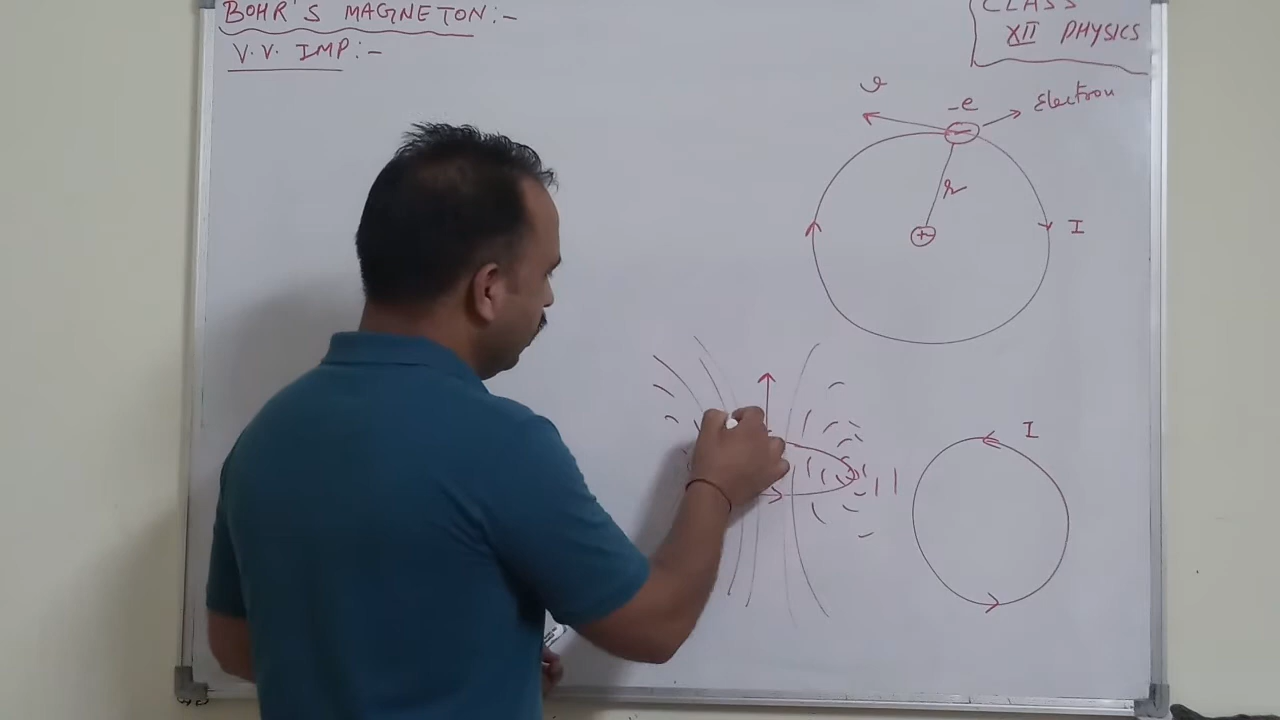 BOHR'S MAGNETON:-
V.V. IMP:-
CLASS
XII PHYSICS
v
-e
Electron
r
+
I
I